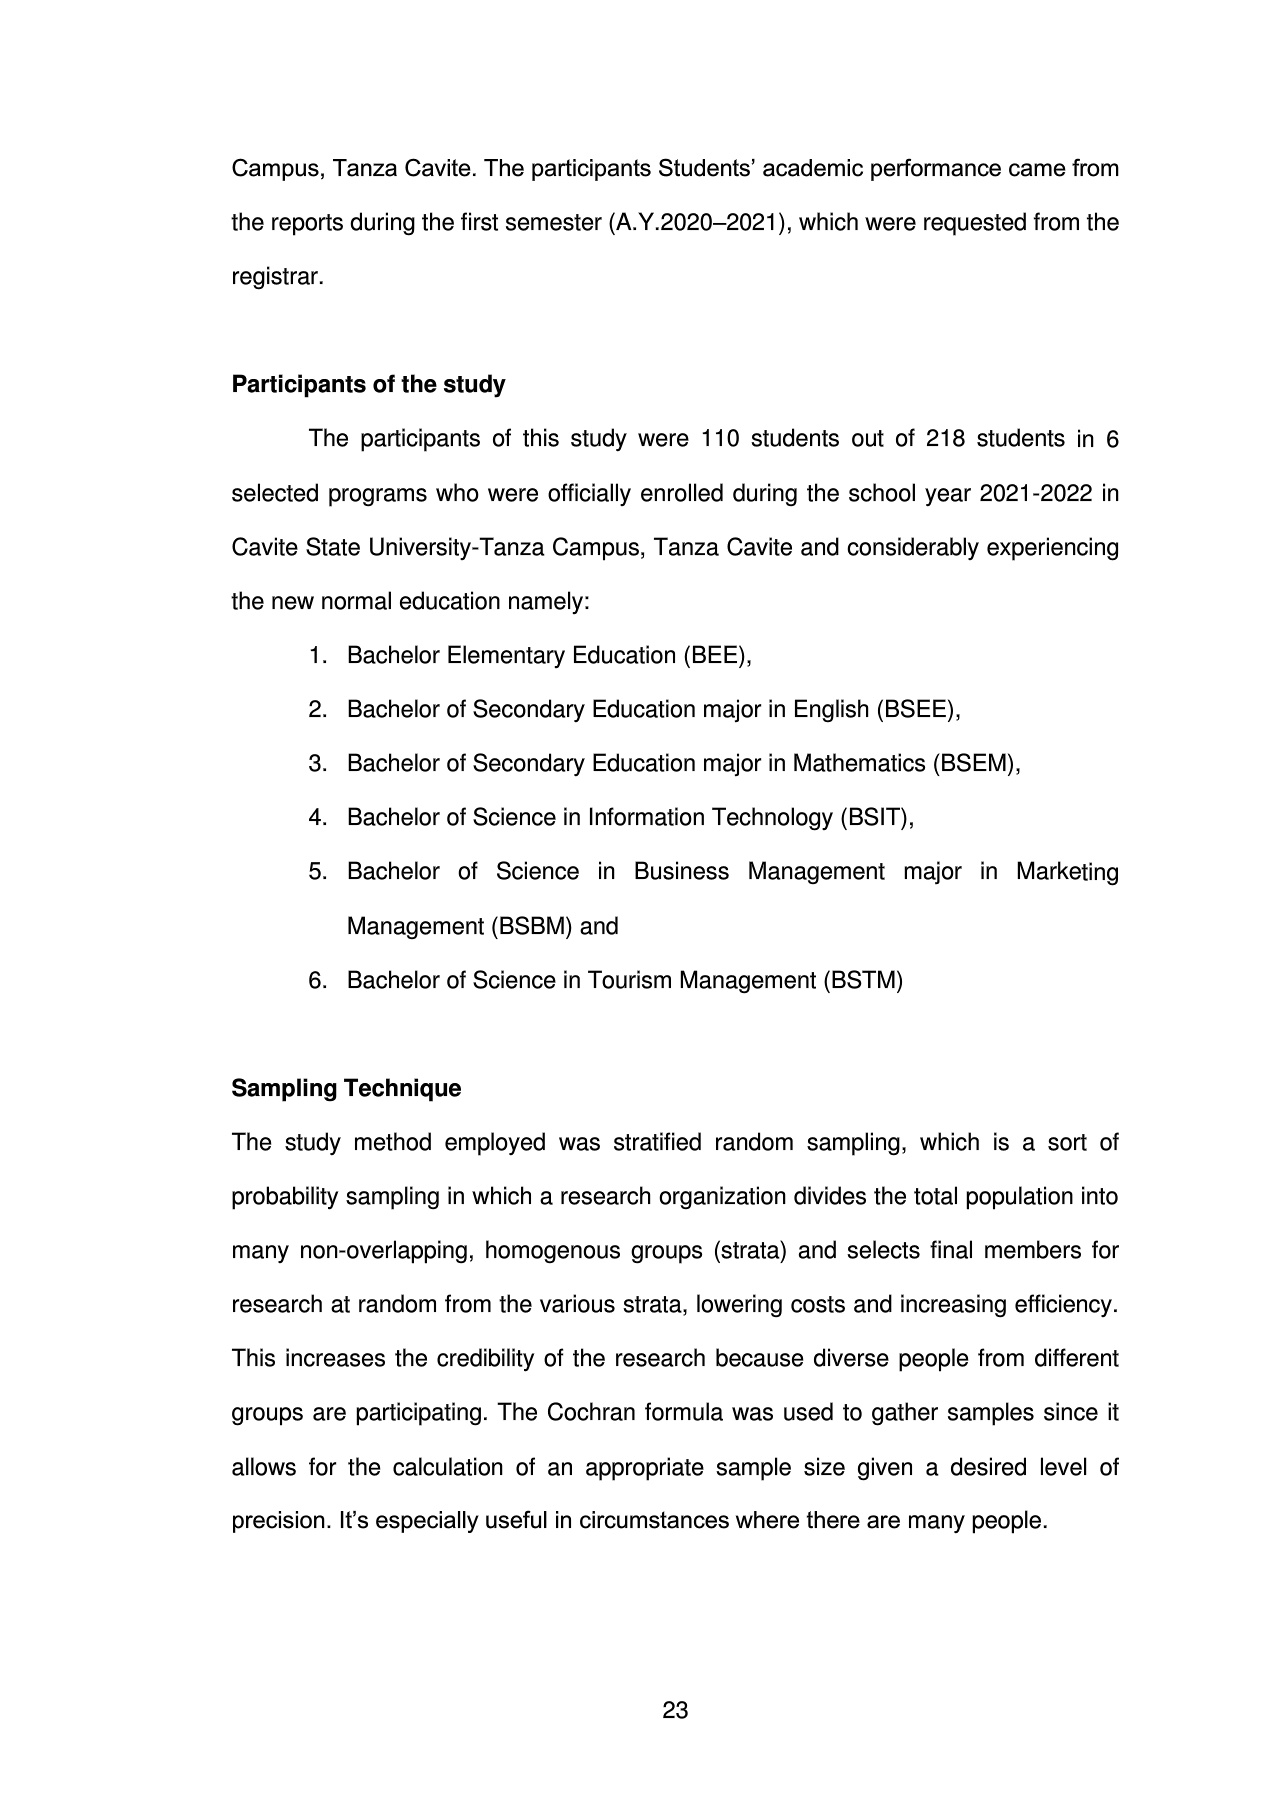 Campus, Tanza Cavite. The participants Students’ academic performance came from
the reports during the first semester (A.Y.2020–2021), which were requested from the
registrar.
Participants of the study
The participants of this study were 110 students out of 218 students in 6
selected programs who were officially enrolled during the school year 2021-2022 in
Cavite State University-Tanza Campus, Tanza Cavite and considerably experiencing
the new normal education namely:
1. Bachelor Elementary Education (BEE),
2. Bachelor of Secondary Education major in English (BSEE),
3. Bachelor of Secondary Education major in Mathematics (BSEM),
4. Bachelor of Science in Information Technology (BSIT),
5. Bachelor of Science in Business Management major in Marketing
Management (BSBM) and
6. Bachelor of Science in Tourism Management (BSTM)
Sampling Technique
The study method employed was stratified random sampling, which is a sort of
probability sampling in which a research organization divides the total population into
many non-overlapping, homogenous groups (strata) and selects final members for
research at random from the various strata, lowering costs and increasing efficiency.
This increases the credibility of the research because diverse people from different
groups are participating. The Cochran formula was used to gather samples since it
allows for the calculation of an appropriate sample size given a desired level of
precision. It’s especially useful in circumstances where there are many people.
23